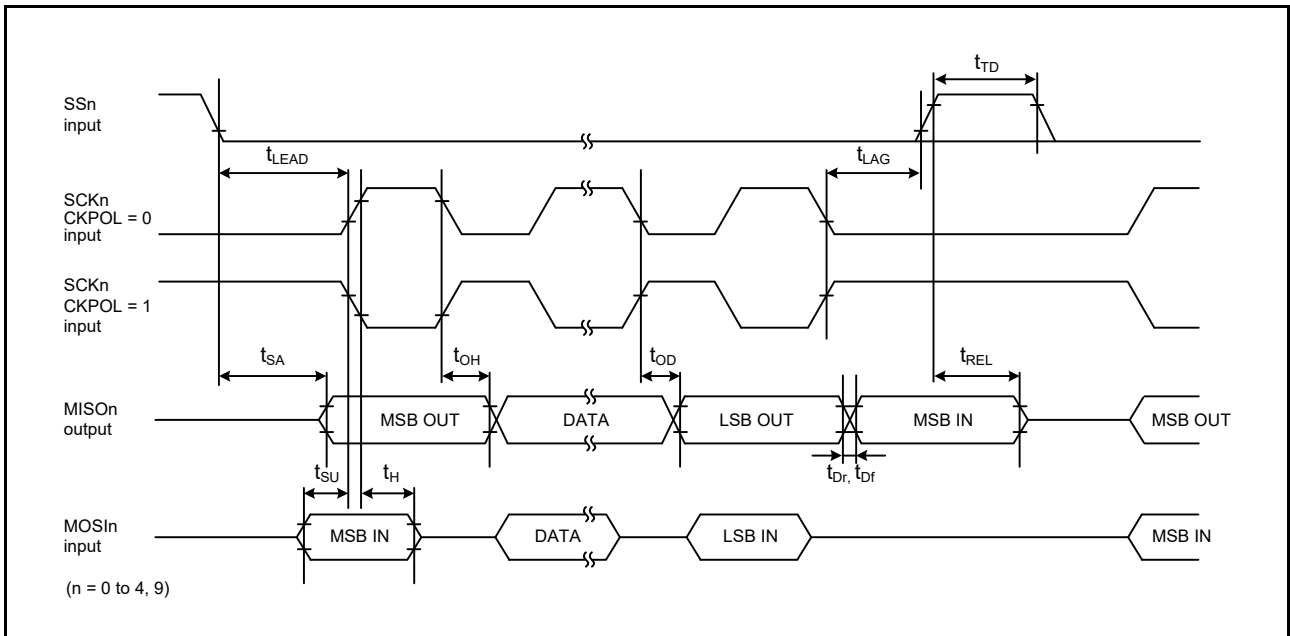 tTD
SSn
input
tLEAD
tLAG
SCKn
CKPOL = 0
input
SCKn
CKPOL = 1
input
tSA
tOH
tOD
tREL
MISOn
output
MSB OUT
DATA
LSB OUT
MSB IN
MSB OUT
tSU
tH
tDr, tDf
MOSIn
input
MSB IN
DATA
LSB IN
MSB IN
(n = 0 to 4, 9)